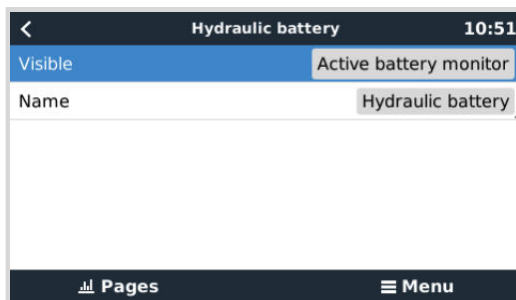 Hydraulic battery 10:51
Visible Active battery monitor
Name Hydraulic battery
Pages Menu